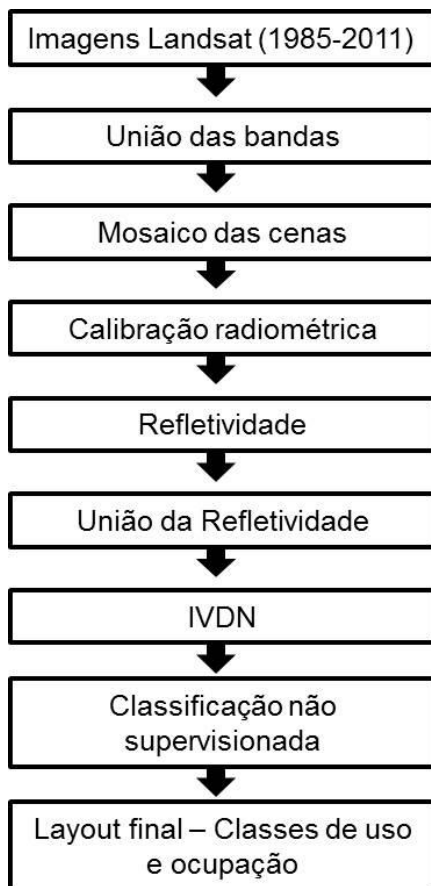 Imagens Landsat (1985-2011)
União das bandas
Mosaico das cenas
Calibração radiométrica
Refletividade
União da Refletividade
IVDN
Classificação não
supervisionada
Layout final – Classes de uso
e ocupação